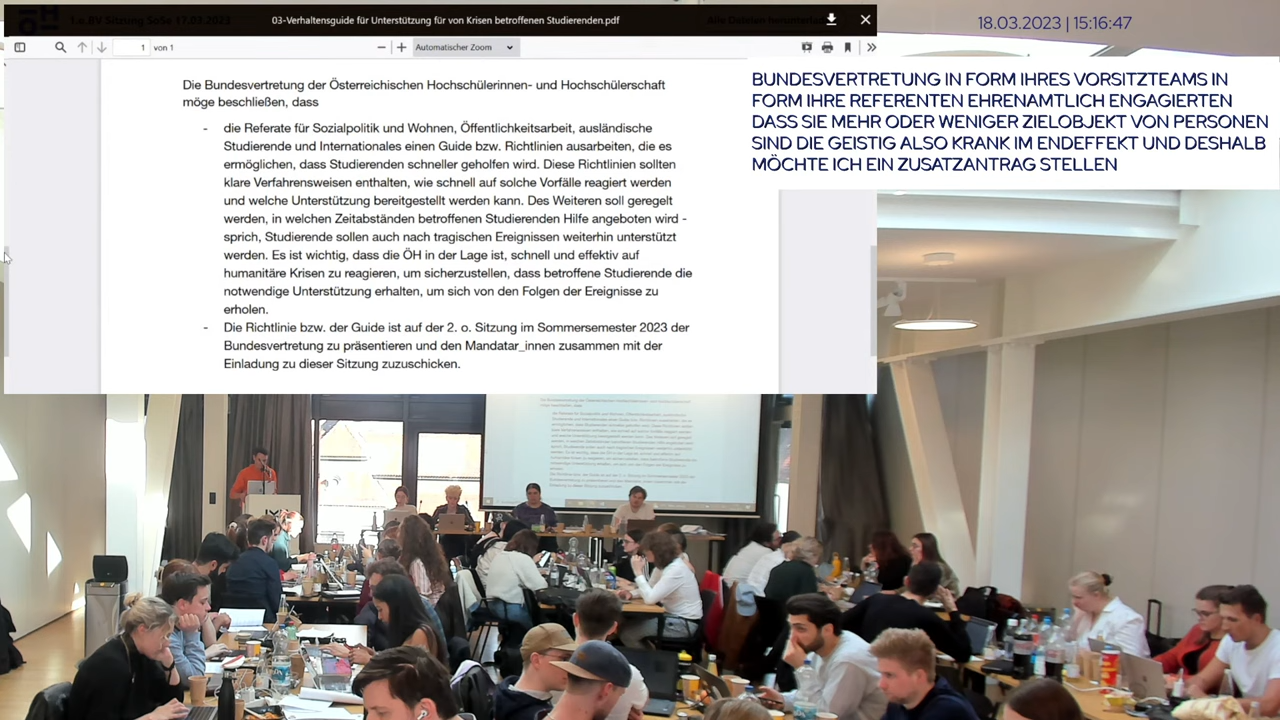 1.o.BV Sitzung SoSe 17.03.2023
03-Verhaltensguide für Unterstützung für von Krisen betroffenen Studierenden.pdf
Alle Dateien
18.03.2023 | 15:16:47
1
von 1
Automatischer Zoom
BUNDESVERTRETUNG IN FORM IHRES VORSITZTEAMS IN
FORM IHRE REFERENTEN EHRENAMTLICH ENGAGIERTEN
DASS SIE MEHR ODER WENIGER ZIELOBJEKT VON PERSONEN
SIND DIE GEISTIG ALSO KRANK IM ENDEFFEKT UND DESHALB
MÖCHTE ICH EIN ZUSATZANTRAG STELLEN
Die Bundesvertretung der Österreichischen Hochschülerinnen- und Hochschülerschaft
möge beschließen, dass
- die Referate für Sozialpolitik und Wohnen, Öffentlichkeitsarbeit, ausländische
Studierende und Internationales einen Guide bzw. Richtlinien ausarbeiten, die es
ermöglichen, dass Studierenden schneller geholfen wird. Diese Richtlinien sollten
klare Verfahrensweisen enthalten, wie schnell auf solche Vorfälle reagiert werden
und welche Unterstützung bereitgestellt werden kann. Des Weiteren soll geregelt
werden, in welchen Zeitabständen betroffenen Studierenden Hilfe angeboten wird -
sprich, Studierende sollen auch nach tragischen Ereignissen weiterhin unterstützt
werden. Es ist wichtig, dass die ÖH in der Lage ist, schnell und effektiv auf
humanitäre Krisen zu reagieren, um sicherzustellen, dass betroffene Studierende die
notwendige Unterstützung erhalten, um sich von den Folgen der Ereignisse zu
erholen.
- Die Richtlinie bzw. der Guide ist auf der 2. o. Sitzung im Sommersemester 2023 der
Bundesvertretung zu präsentieren und den Mandatar_innen zusammen mit der
Einladung zu dieser Sitzung zuzuschicken.